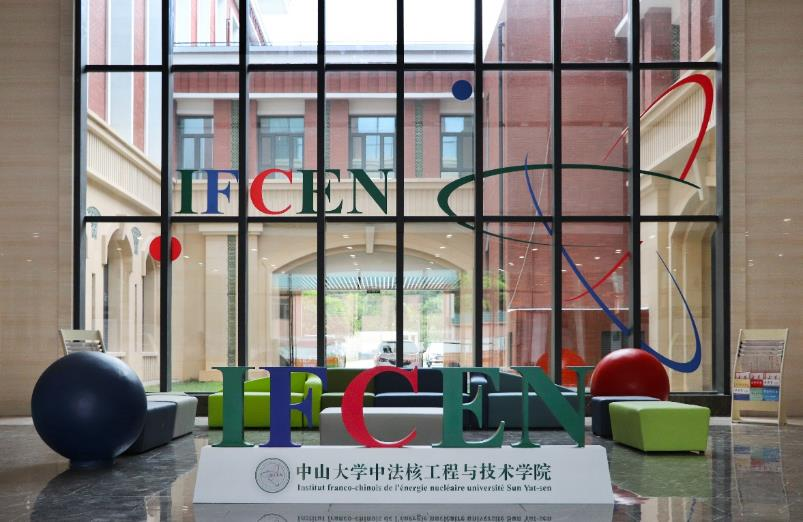 IFCEN
IFCEN
中山大学中法核工程与技术学院
Institut franco-chinois de l'énergie nucléaire université Sun Yat-sen